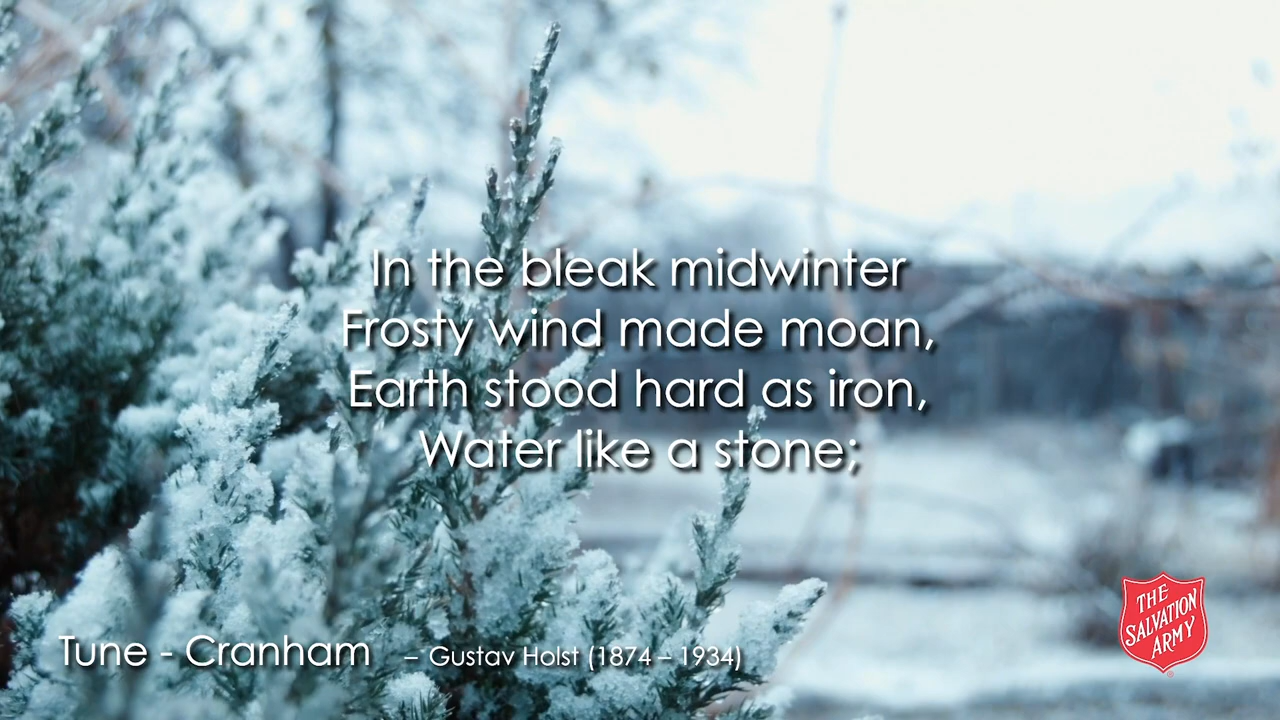 In the bleak midwinter
Frosty wind made moan,
Earth stood hard as iron,
Water like a stone;
Tune - Cranham – Gustav Holst (1874 – 1934)
THE
SALVATION
ARMY
®